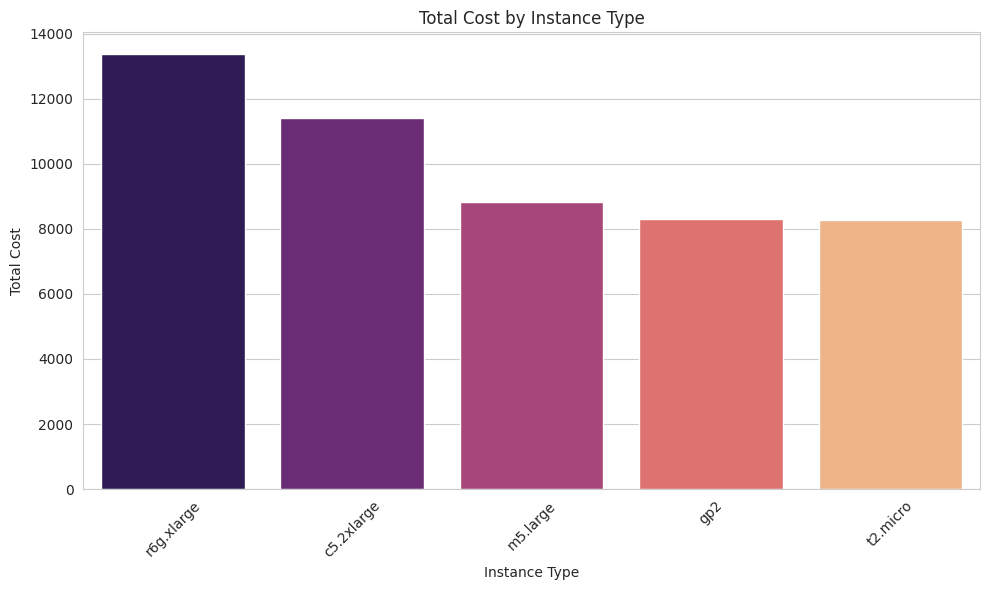 Total Cost by Instance Type
14000
12000
10000
8000
6000
4000
2000
0
Total Cost
r6g.xlarge
c5.2xlarge
m5.large
gp2
t2.micro
Instance Type